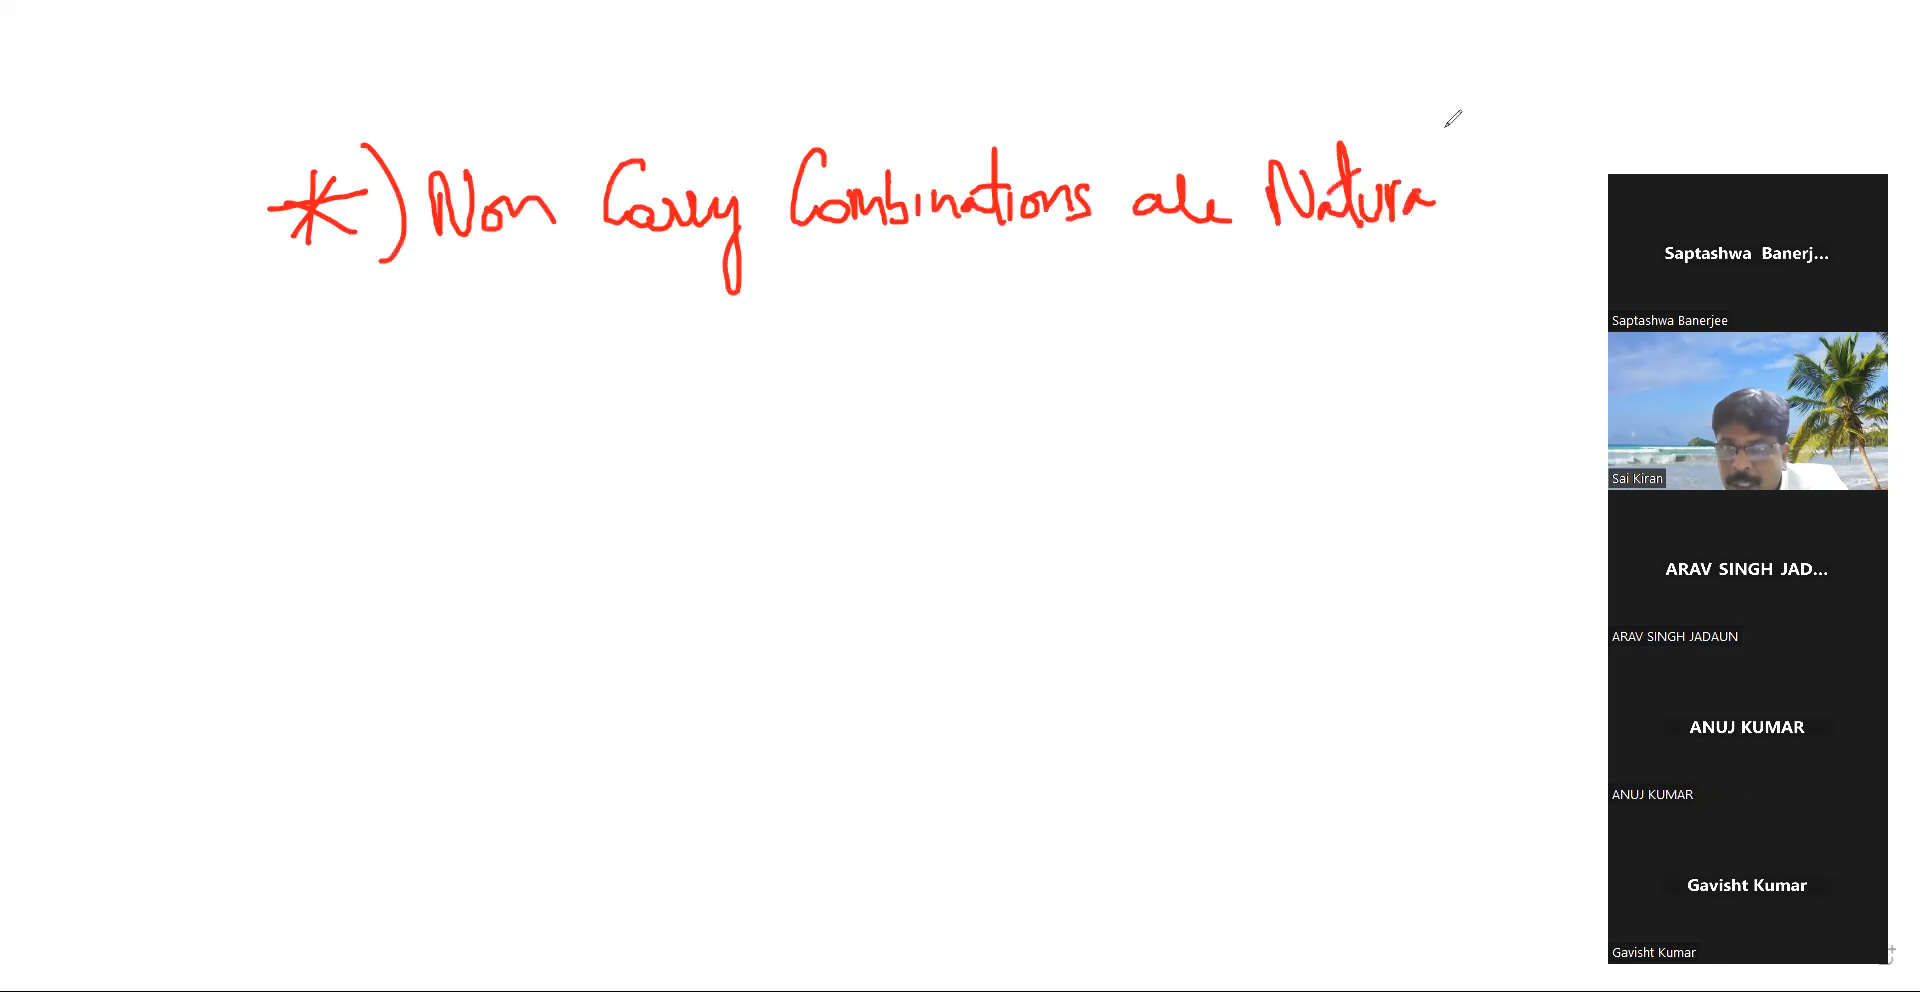 *) Non Carry Combinations are Natura
Saptashwa Banerj...
Saptashwa Banerjee
Sai Kiran
ARAV SINGH JAD...
ARAV SINGH JADAUN
ANUJ KUMAR
ANUJ KUMAR
Gavisht Kumar
Gavisht Kumar